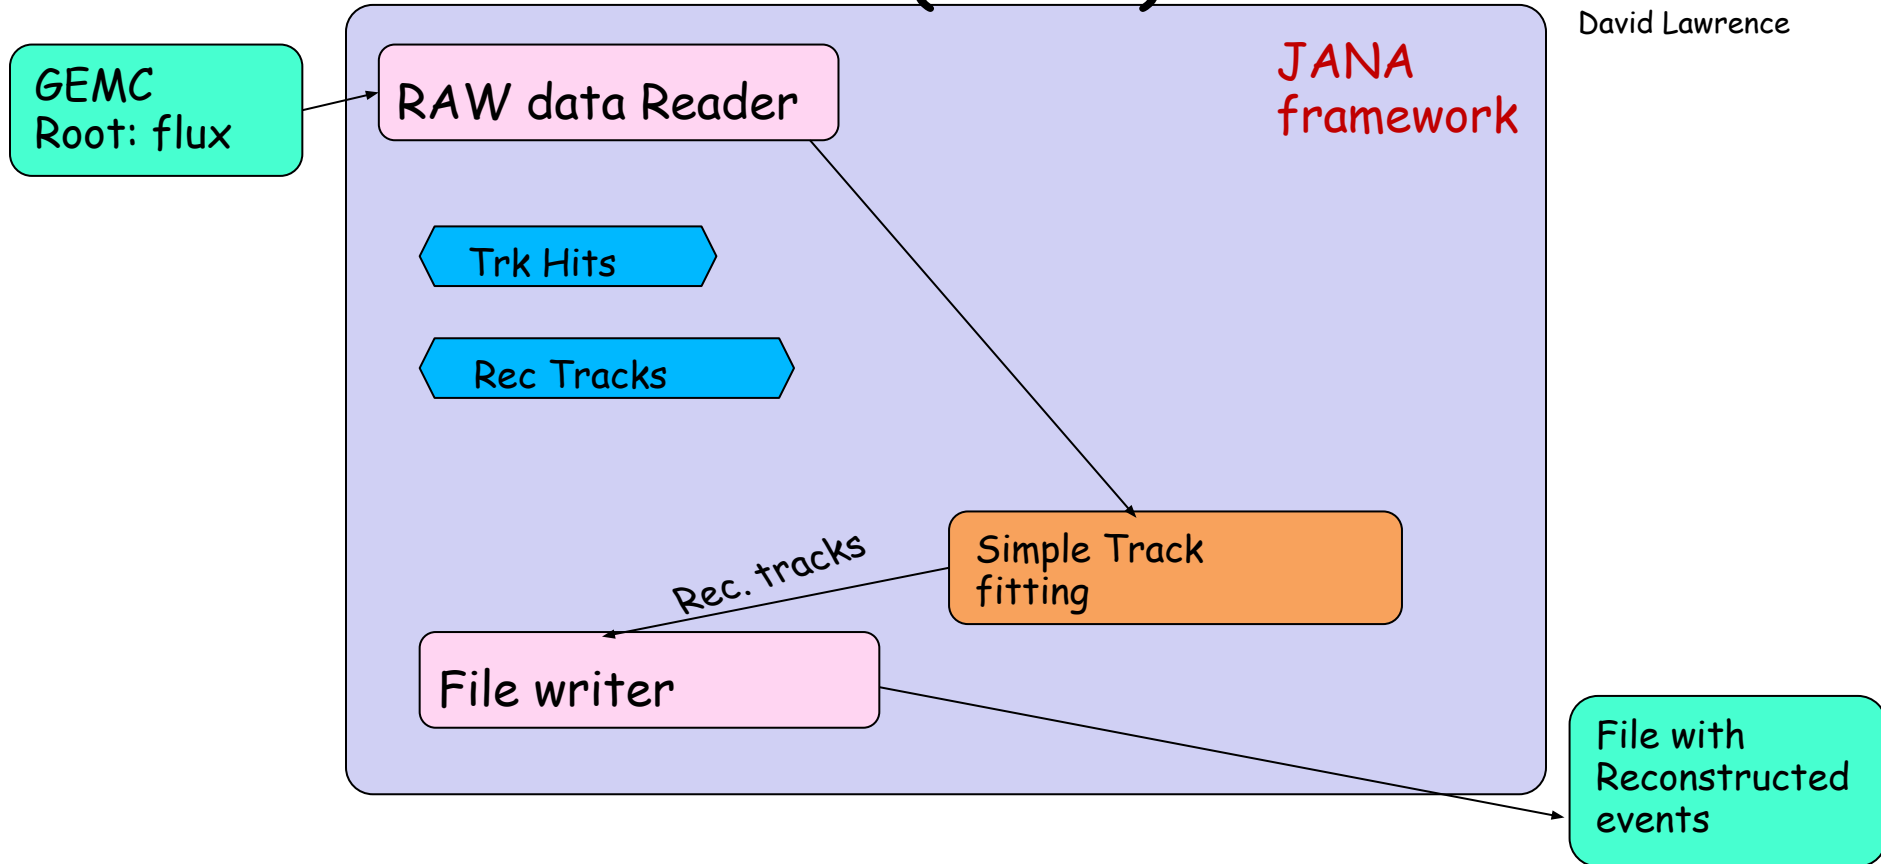 David Lawrence
GEMC
Root: flux
RAW data Reader
JANA
framework
Trk Hits
Rec Tracks
Simple Track
fitting
Rec. tracks
File writer
File with
Reconstructed
events